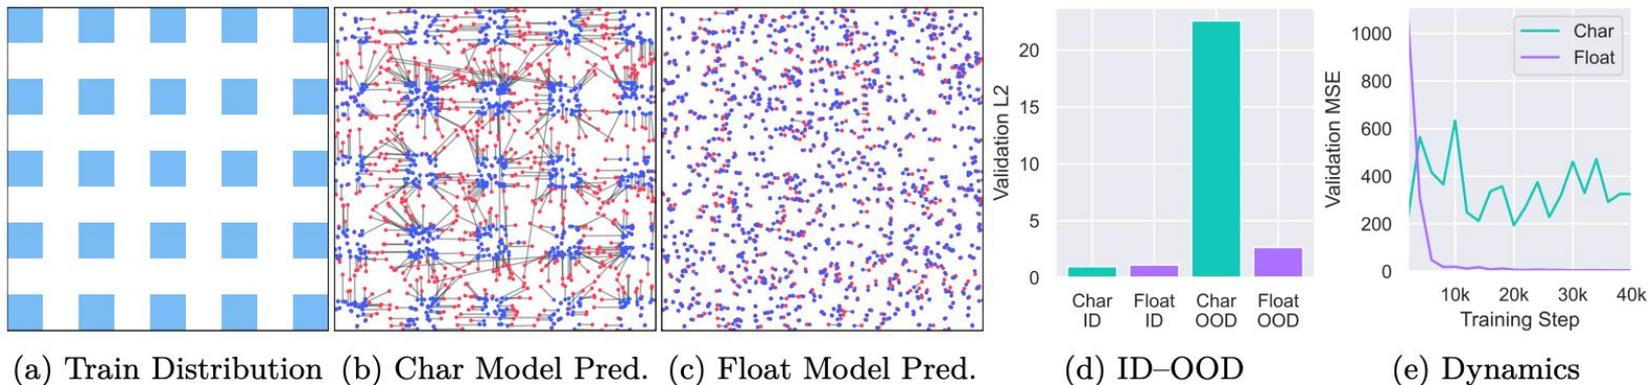 Validation L2
20
15
10
5
0
Char
ID
Float
ID
Char
OOD
Float
OOD
Validation MSE
1000
800
600
400
200
0
Char
Float
10k
20k
30k
40k
Training Step
(a) Train Distribution
(b) Char Model Pred.
(c) Float Model Pred.
(d) ID–OOD
(e) Dynamics